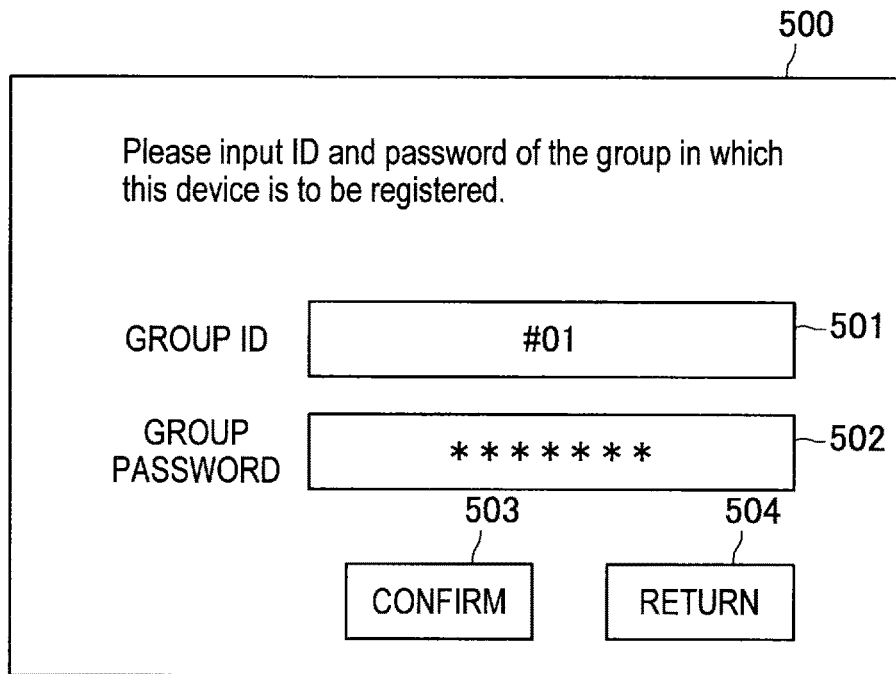 500
Please input ID and password of the group in which
this device is to be registered.
GROUP ID
#01
501
GROUP
PASSWORD
*******
502
503
504
CONFIRM
RETURN